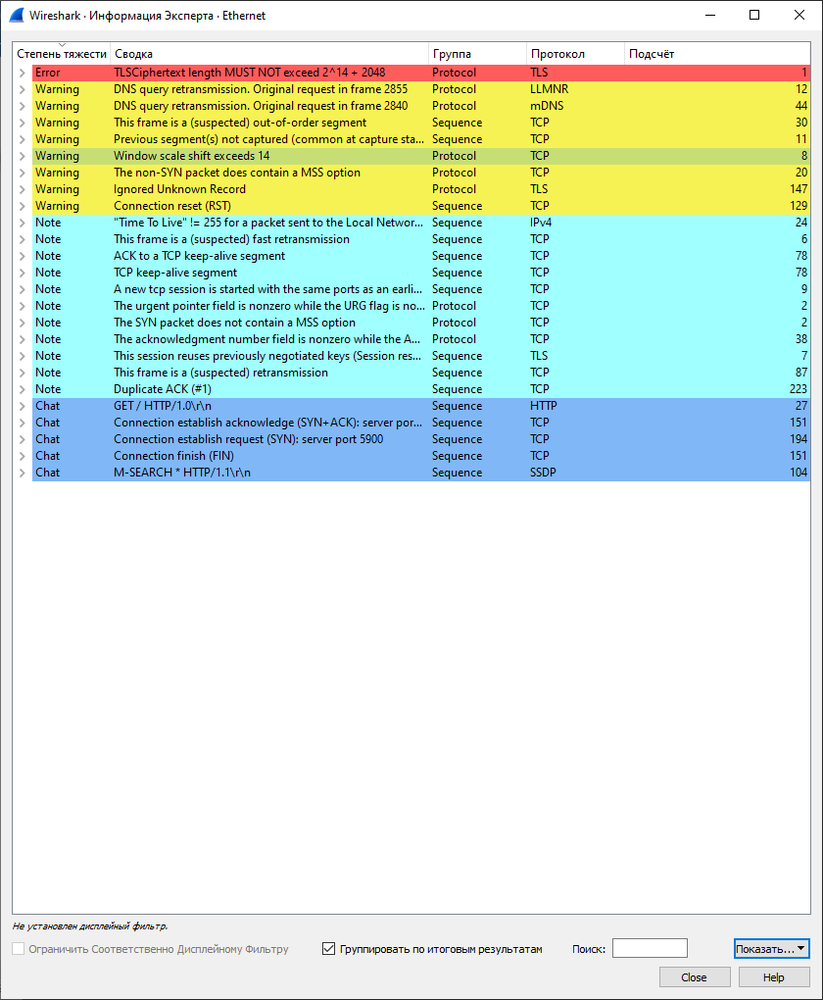 Wireshark · Информация Эксперта · Ethernet
Степень тяжести Сводка Группа Протокол Подсчёт
Error TLSCiphertext length MUST NOT exceed 2^14 + 2048 Protocol TLS 1
Warning DNS query retransmission. Original request in frame 2855 Protocol LLMNR 12
Warning DNS query retransmission. Original request in frame 2840 Protocol mDNS 44
Warning This frame is a (suspected) out-of-order segment Sequence TCP 30
Warning Previous segment(s) not captured (common at capture sta... Sequence TCP 11
Warning Window scale shift exceeds 14 Protocol TCP 8
Warning The non-SYN packet does contain a MSS option Protocol TCP 20
Warning Ignored Unknown Record Protocol TLS 147
Warning Connection reset (RST) Sequence TCP 129
Note "Time To Live" != 255 for a packet sent to the Local Networ... Sequence IPv4 24
Note This frame is a (suspected) fast retransmission Sequence TCP 6
Note ACK to a TCP keep-alive segment Sequence TCP 78
Note TCP keep-alive segment Sequence TCP 78
Note A new tcp session is started with the same ports as an earli... Sequence TCP 9
Note The urgent pointer field is nonzero while the URG flag is no... Protocol TCP 2
Note The SYN packet does not contain a MSS option Protocol TCP 2
Note The acknowledgment number field is nonzero while the A... Protocol TCP 38
Note This session reuses previously negotiated keys (Session res... Sequence TLS 7
Note This frame is a (suspected) retransmission Sequence TCP 87
Note Duplicate ACK (#1) Sequence TCP 223
Chat GET / HTTP/1.0\r\n Sequence HTTP 27
Chat Connection establish acknowledge (SYN+ACK): server por... Sequence TCP 151
Chat Connection establish request (SYN): server port 5900 Sequence TCP 194
Chat Connection finish (FIN) Sequence TCP 151
Chat M-SEARCH * HTTP/1.1\r\n Sequence SSDP 104
Не установлен дисплейный фильтр.
Ограничить Соответственно Дисплейному Фильтру Группировать по итоговым результатам Поиск: Показать...
Close Help